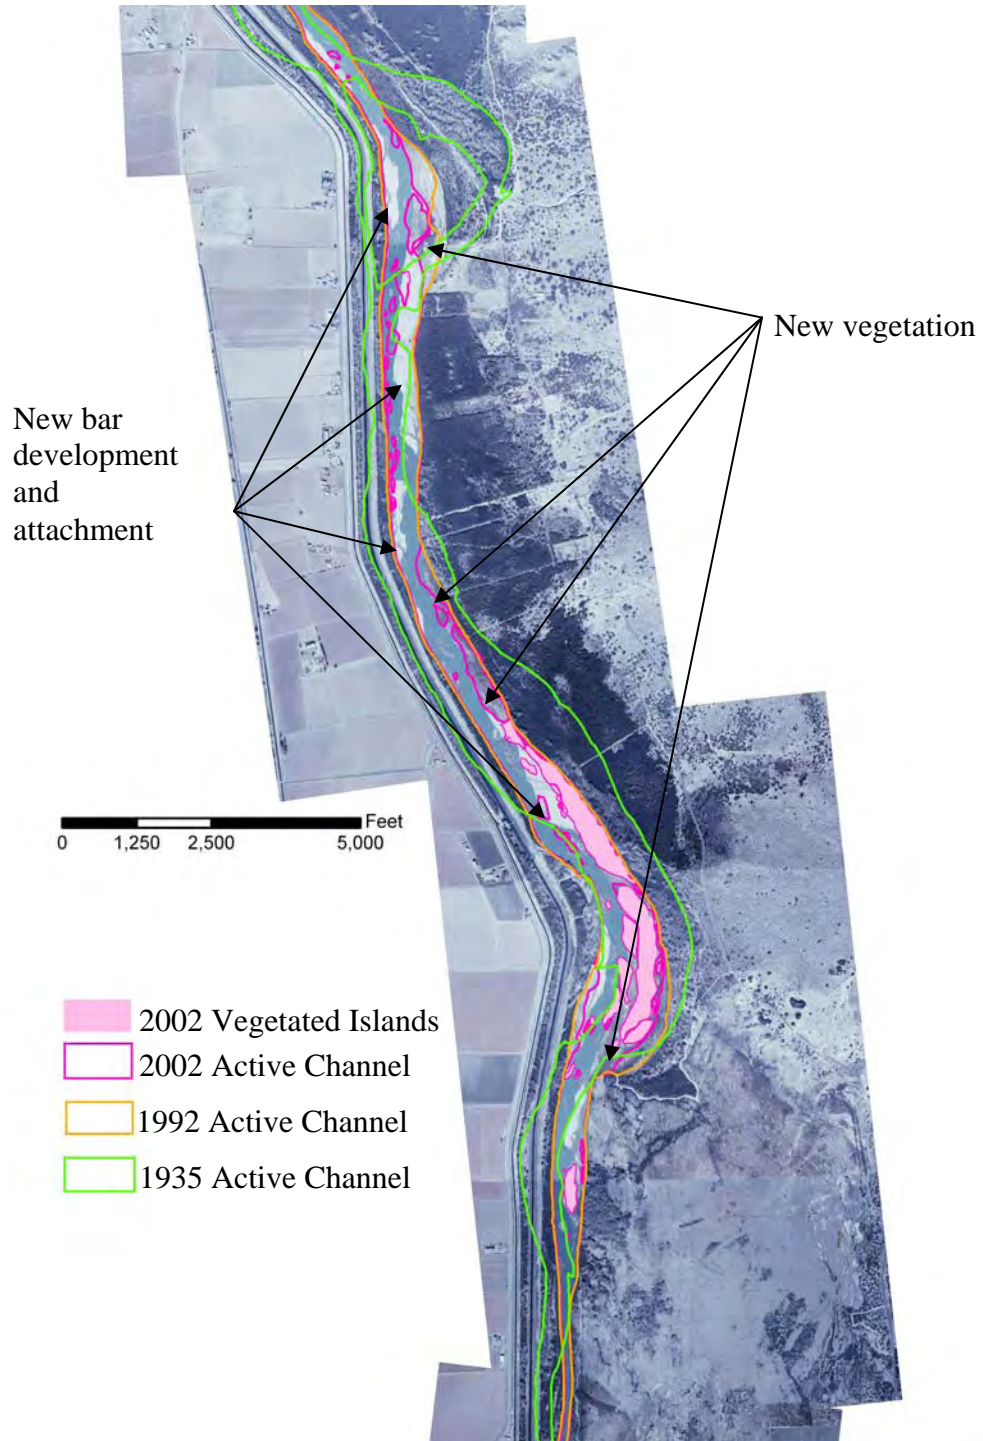 New vegetation
New bar
development
and
attachment
Feet
0 1,250 2,500 5,000
2002 Vegetated Islands
2002 Active Channel
1992 Active Channel
1935 Active Channel